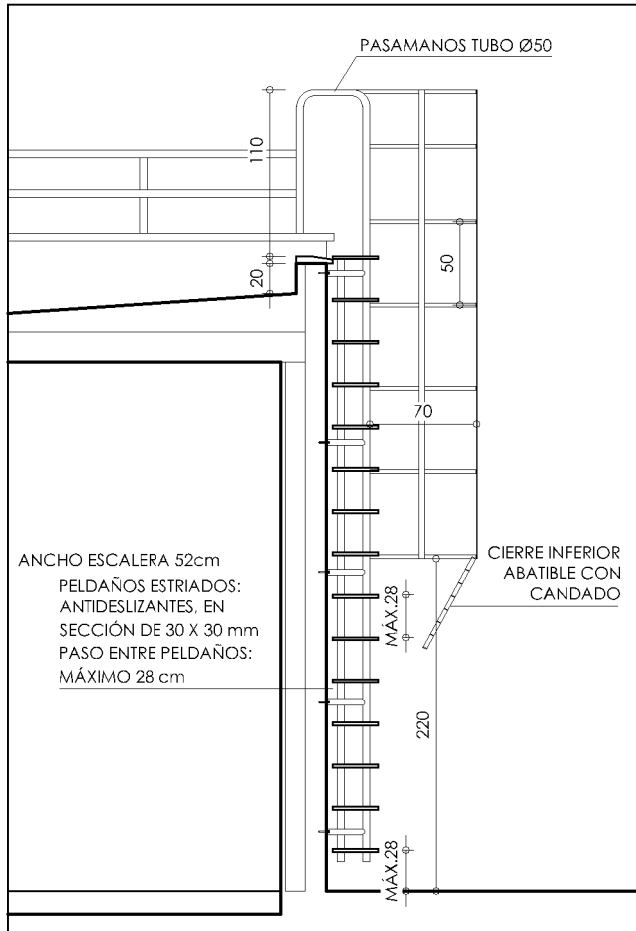 PASAMANOS TUBO Ø50
110
20
50
70
ANCHO ESCALERA 52cm
PELDAÑOS ESTRIADOS:
ANTIDESLIZANTES, EN
SECCIÓN DE 30 X 30 mm
PASO ENTRE PELDAÑOS:
MÁXIMO 28 cm
CIERRE INFERIOR
ABATIBLE CON
CANDADO
MÁX.28
220
MÁX.28